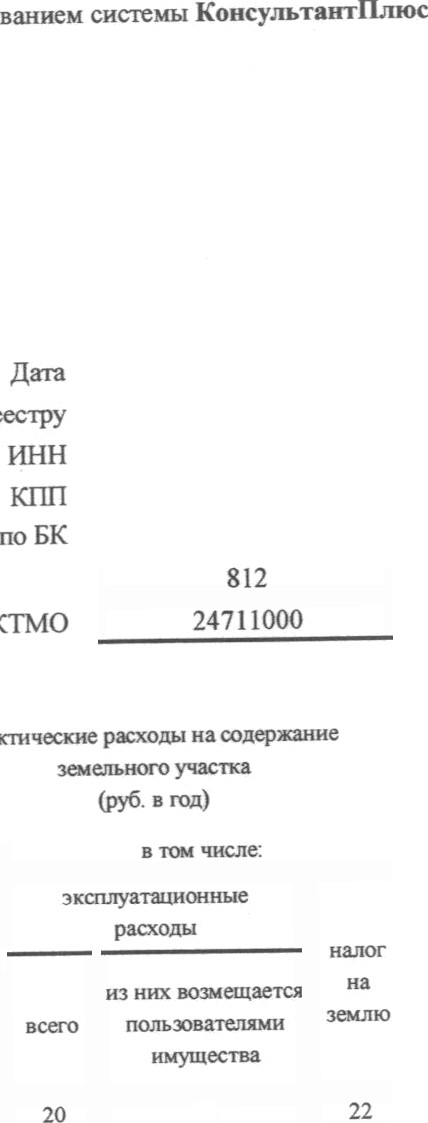 ванием системы КонсультантПлюс
Дата
еестру
ИНН
КПП
по БК
812
КТМО 24711000
ктические расходы на содержание
земельного участка
(руб. в год)
в том числе:
эксплуатационные
расходы
налог
на
землю
всего
из них возмещается
пользователями
имущества
20 22